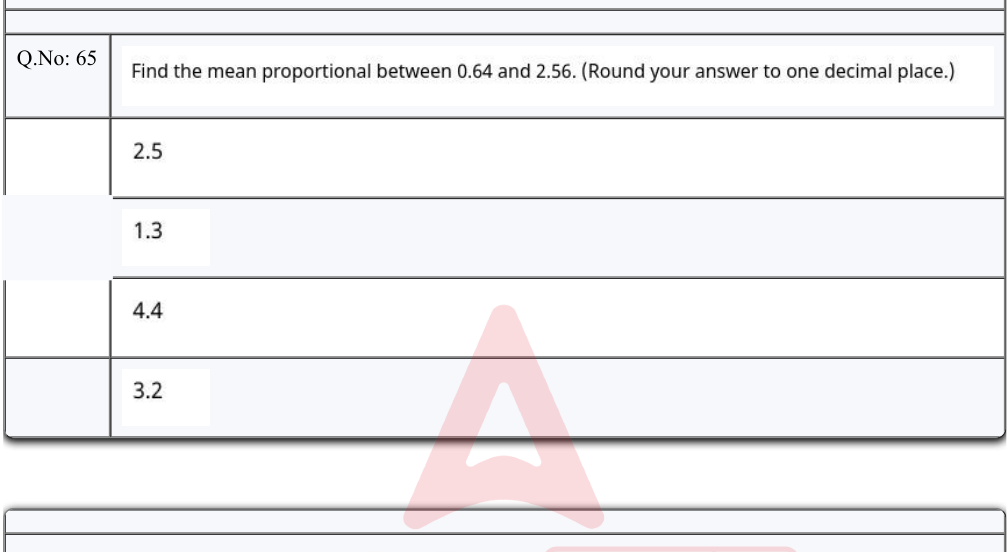 Q.No: 65
Find the mean proportional between 0.64 and 2.56. (Round your answer to one decimal place.)
2.5
1.3
4.4
3.2